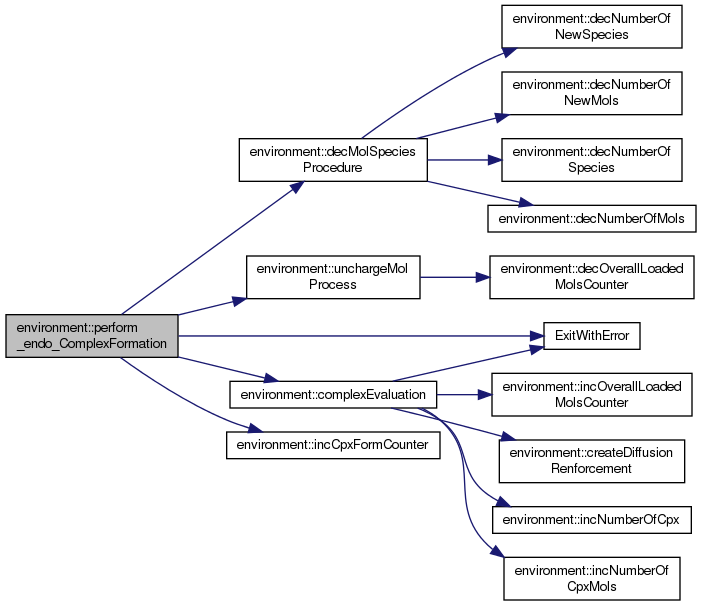 environment::decNumberOf
NewSpecies
environment::decNumberOf
NewMols
environment::decMolSpecies
Procedure
environment::decNumberOf
Species
environment::decNumberOfMols
environment::unchargeMol
Process
environment::decOverallLoaded
MolsCounter
environment::perform
_endo_ComplexFormation
ExitWithError
environment::complexEvaluation
environment::incOverallLoaded
MolsCounter
environment::incCpxFormCounter
environment::createDiffusion
Renforcement
environment::incNumberOfCpx
environment::incNumberOf
CpxMols